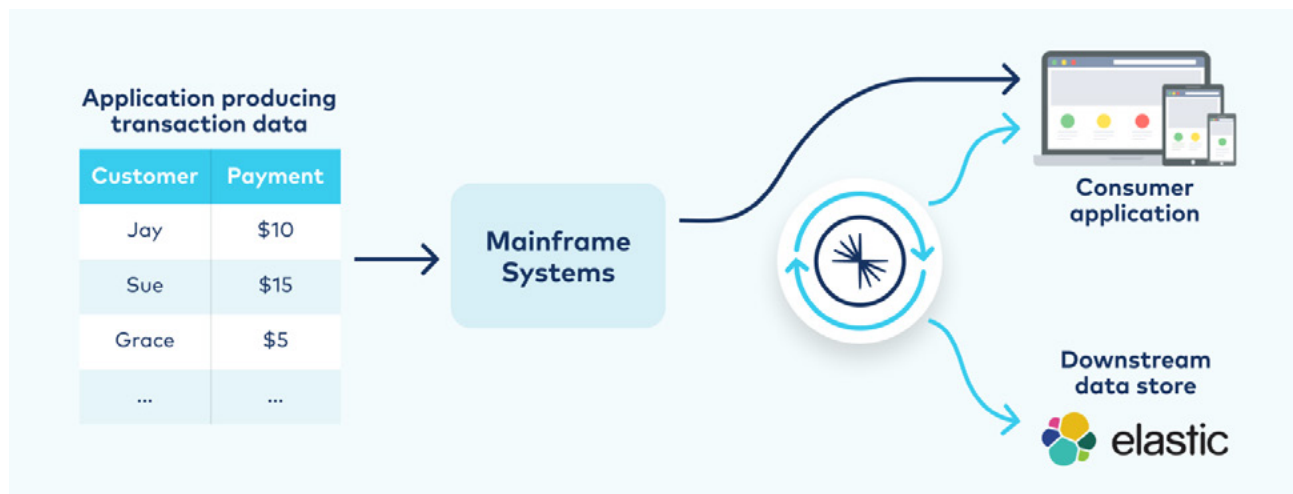 Application producing
transaction data
Customer Payment
Jay $10
Sue $15
Grace $5
... ...
Mainframe
Systems
Consumer
application
Downstream
data store
elastic